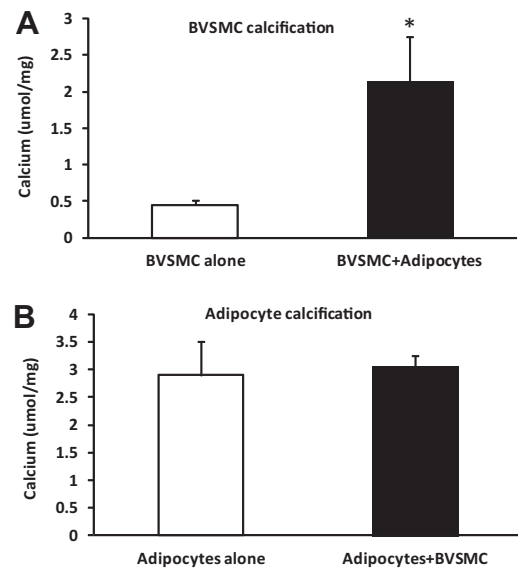 A
BVSMC calcification
Calcium (umol/mg)
3
2.5
2
1.5
1
0.5
0
*
BVSMC alone
BVSMC+Adipocytes
B
Adipocyte calcification
Calcium (umol/mg)
4
3.5
3
2.5
2
1.5
1
0.5
0
Adipocytes alone
Adipocytes+BVSMC